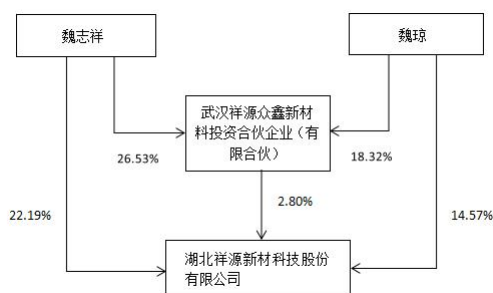 魏志祥
魏琼
武汉祥源众鑫新材
料投资合伙企业（有
限合伙）
26.53%
18.32%
2.80%
22.19%
14.57%
湖北祥源新材科技股份
有限公司